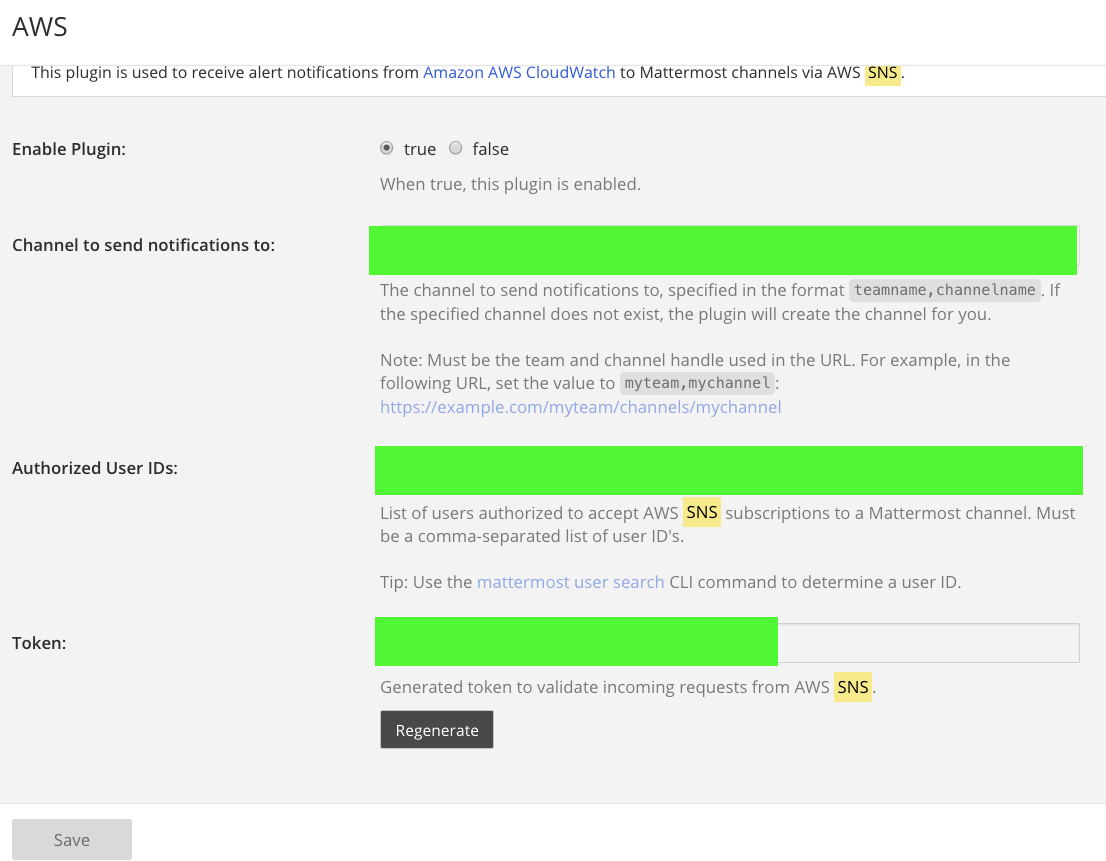 AWS
This plugin is used to receive alert notifications from Amazon AWS CloudWatch to Mattermost channels via AWS SNS.
Enable Plugin:
true false
When true, this plugin is enabled.
Channel to send notifications to:
The channel to send notifications to, specified in the format teamname,channelname. If
the specified channel does not exist, the plugin will create the channel for you.
Note: Must be the team and channel handle used in the URL. For example, in the
following URL, set the value to myteam,mychannel:
https://example.com/myteam/channels/mychannel
Authorized User IDs:
List of users authorized to accept AWS SNS subscriptions to a Mattermost channel. Must
be a comma-separated list of user ID's.
Tip: Use the mattermost user search CLI command to determine a user ID.
Token:
Generated token to validate incoming requests from AWS SNS.
Regenerate
Save